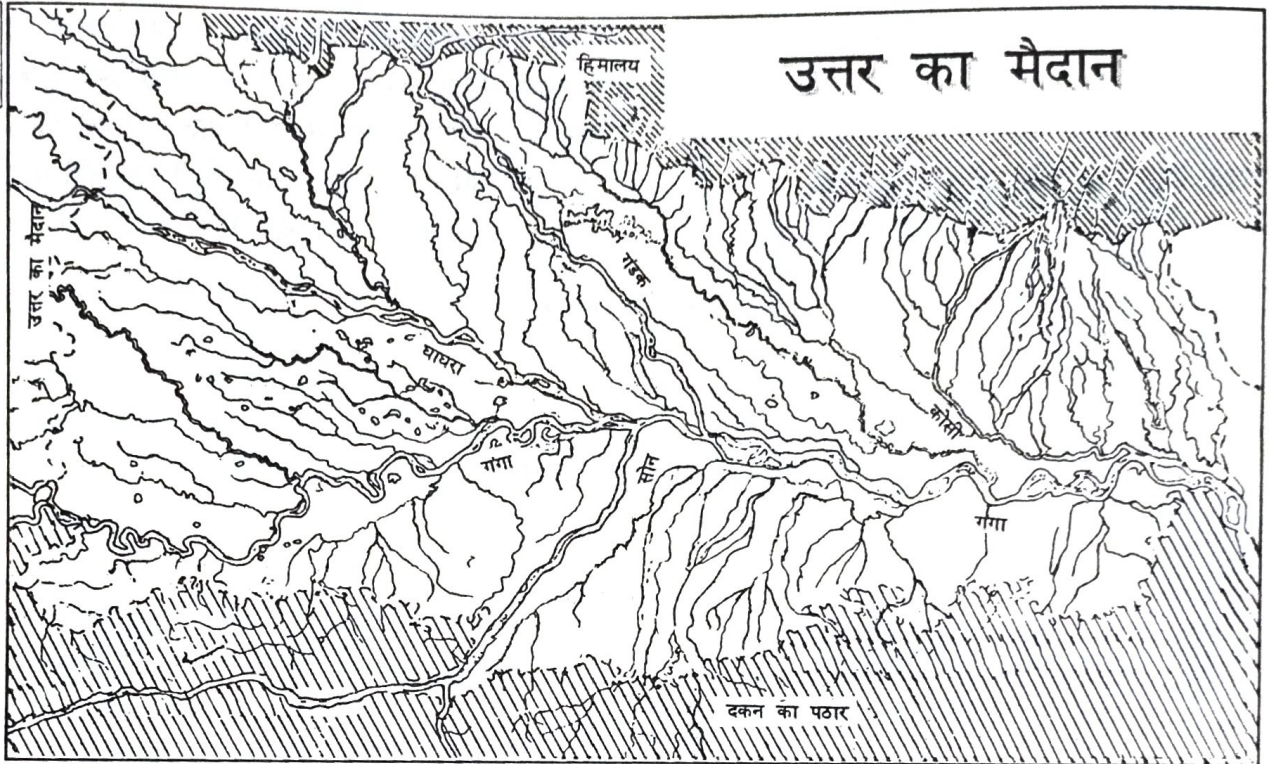 उत्तर का मैदान
हिमालय
उत्तर का मैदान
गंडक
घाघरा
कोसी
गंगा
सोन
गंगा
दकन का पठार